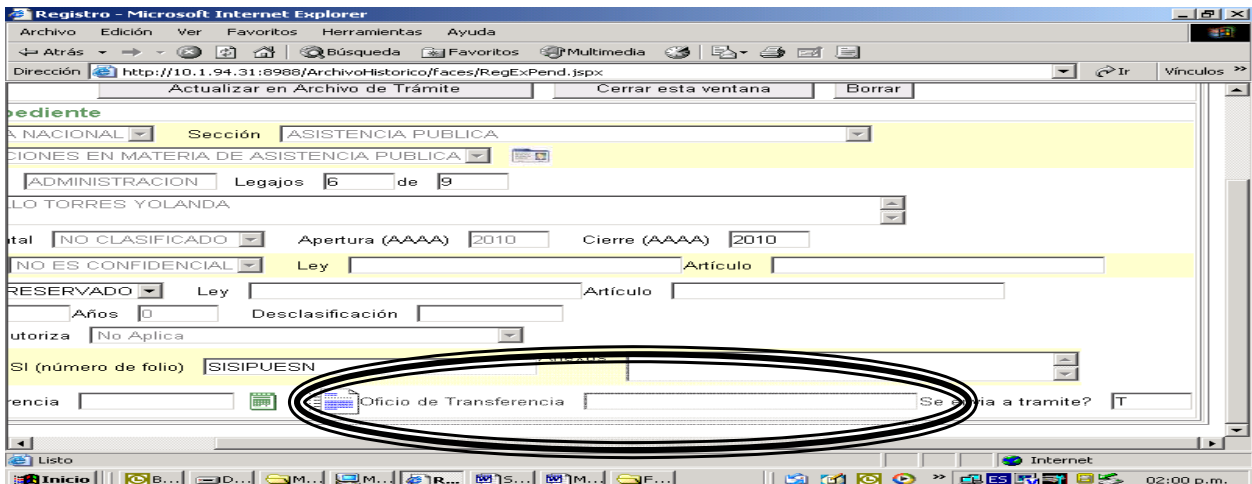 Registro - Microsoft Internet Explorer
Archivo Edición Ver Favoritos Herramientas Ayuda
Atrás Búsqueda Favoritos Multimedia
Dirección http://10.1.94.31:8988/ArchivoHistorico/faces/RegExPend.jspx Ir Vínculos »
Actualizar en Archivo de Trámite Cerrar esta ventana Borrar
pediente
A NACIONAL Sección ASISTENCIA PUBLICA
CIONES EN MATERIA DE ASISTENCIA PUBLICA
ADMINISTRACION Legajos 6 de 9
LO TORRES YOLANDA
ntal NO CLASIFICADO Apertura (AAAA) 2010 Cierre (AAAA) 2010
NO ES CONFIDENCIAL Ley Artículo
RESERVADO Ley Artículo
Años 0 Desclasificación
utoriza No Aplica
SI (número de folio) SISIPUESN
rencia Oficio de Transferencia Se envia a tramite? T
Listo Internet
Inicio B... D... M... M... R... S... M... F... » ES 02:00 p.m.